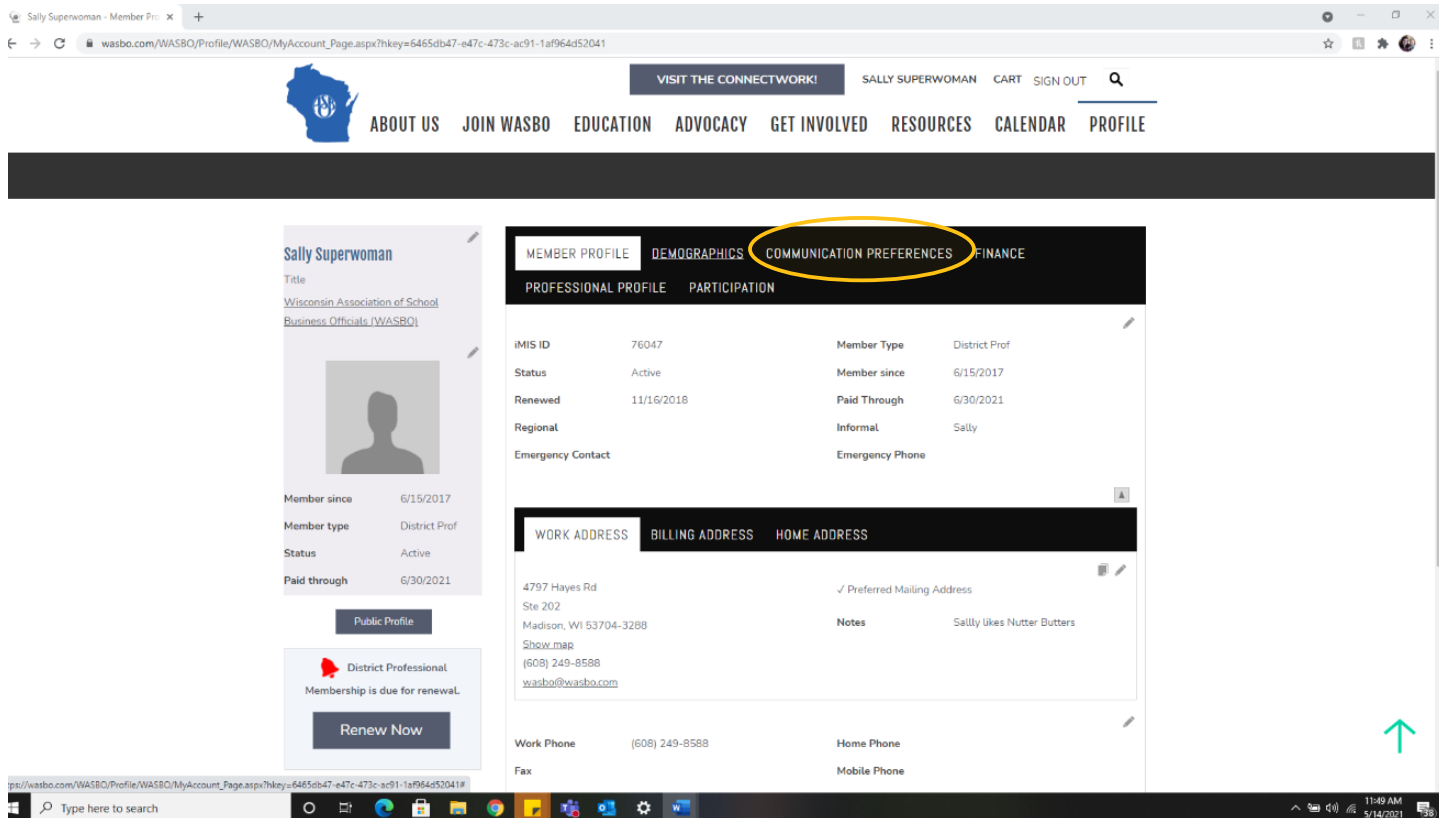 Sally Superwoman - Member Pro
wasbo.com/WASBO/Profile/WASBO/MyAccount_Page.aspx?hkey=6465db47-e47c-473c-ac91-1af964d52041
VISIT THE CONNECTWORK! SALLY SUPERWOMAN CART SIGN OUT
ABOUT US JOIN WASBO EDUCATION ADVOCACY GET INVOLVED RESOURCES CALENDAR PROFILE
Sally Superwoman
Title
Wisconsin Association of School
Business Officials (WASBO)
Member since 6/15/2017
Member type District Prof
Status Active
Paid through 6/30/2021
Public Profile
District Professional
Membership is due for renewal.
Renew Now
MEMBER PROFILE DEMOGRAPHICS COMMUNICATION PREFERENCES FINANCE
PROFESSIONAL PROFILE PARTICIPATION
iMIS ID 76047 Member Type District Prof
Status Active Member since 6/15/2017
Renewed 11/16/2018 Paid Through 6/30/2021
Regional Informal Sally
Emergency Contact Emergency Phone
WORK ADDRESS BILLING ADDRESS HOME ADDRESS
4797 Hayes Rd √ Preferred Mailing Address
Ste 202
Madison, WI 53704-3288 Notes Sallly likes Nutter Butters
Show map
(608) 249-8588
wasbo@wasbo.com
Work Phone (608) 249-8588 Home Phone
Fax Mobile Phone
tps://wasbo.com/WASBO/Profile/WASBO/MyAccount_Page.aspx?hkey=6465db47-e47c-473c-ac91-1af964d52041#
Type here to search
11:49 AM
5/14/2021
38